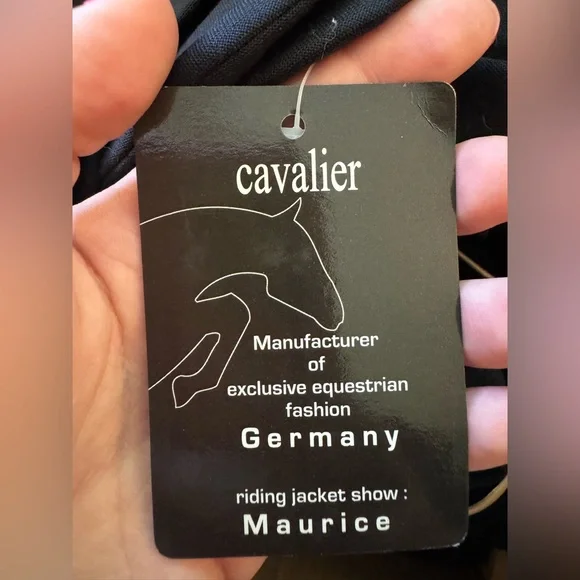 cavalier
Manufacturer
of
exclusive equestrian
fashion
Germany
riding jacket show :
Maurice